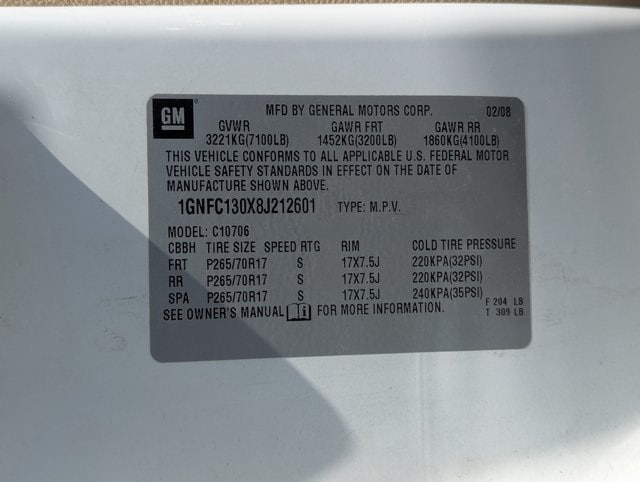 GM MFD BY GENERAL MOTORS CORP. 02/08
GVWR GAWR FRT GAWR RR
3221KG(7100LB) 1452KG(3200LB) 1860KG(4100LB)
THIS VEHICLE CONFORMS TO ALL APPLICABLE U.S. FEDERAL MOTOR
VEHICLE SAFETY STANDARDS IN EFFECT ON THE DATE OF
MANUFACTURE SHOWN ABOVE.
1GNFC130X8J212601 TYPE: M.P.V.
MODEL: C10706
CBBH TIRE SIZE SPEED RTG RIM COLD TIRE PRESSURE
FRT P265/70R17 S 17X7.5J 220KPA(32PSI)
RR P265/70R17 S 17X7.5J 220KPA(32PSI)
SPA P265/70R17 S 17X7.5J 240KPA(35PSI) F 204 LB
SEE OWNER'S MANUAL FOR MORE INFORMATION. T 309 LB